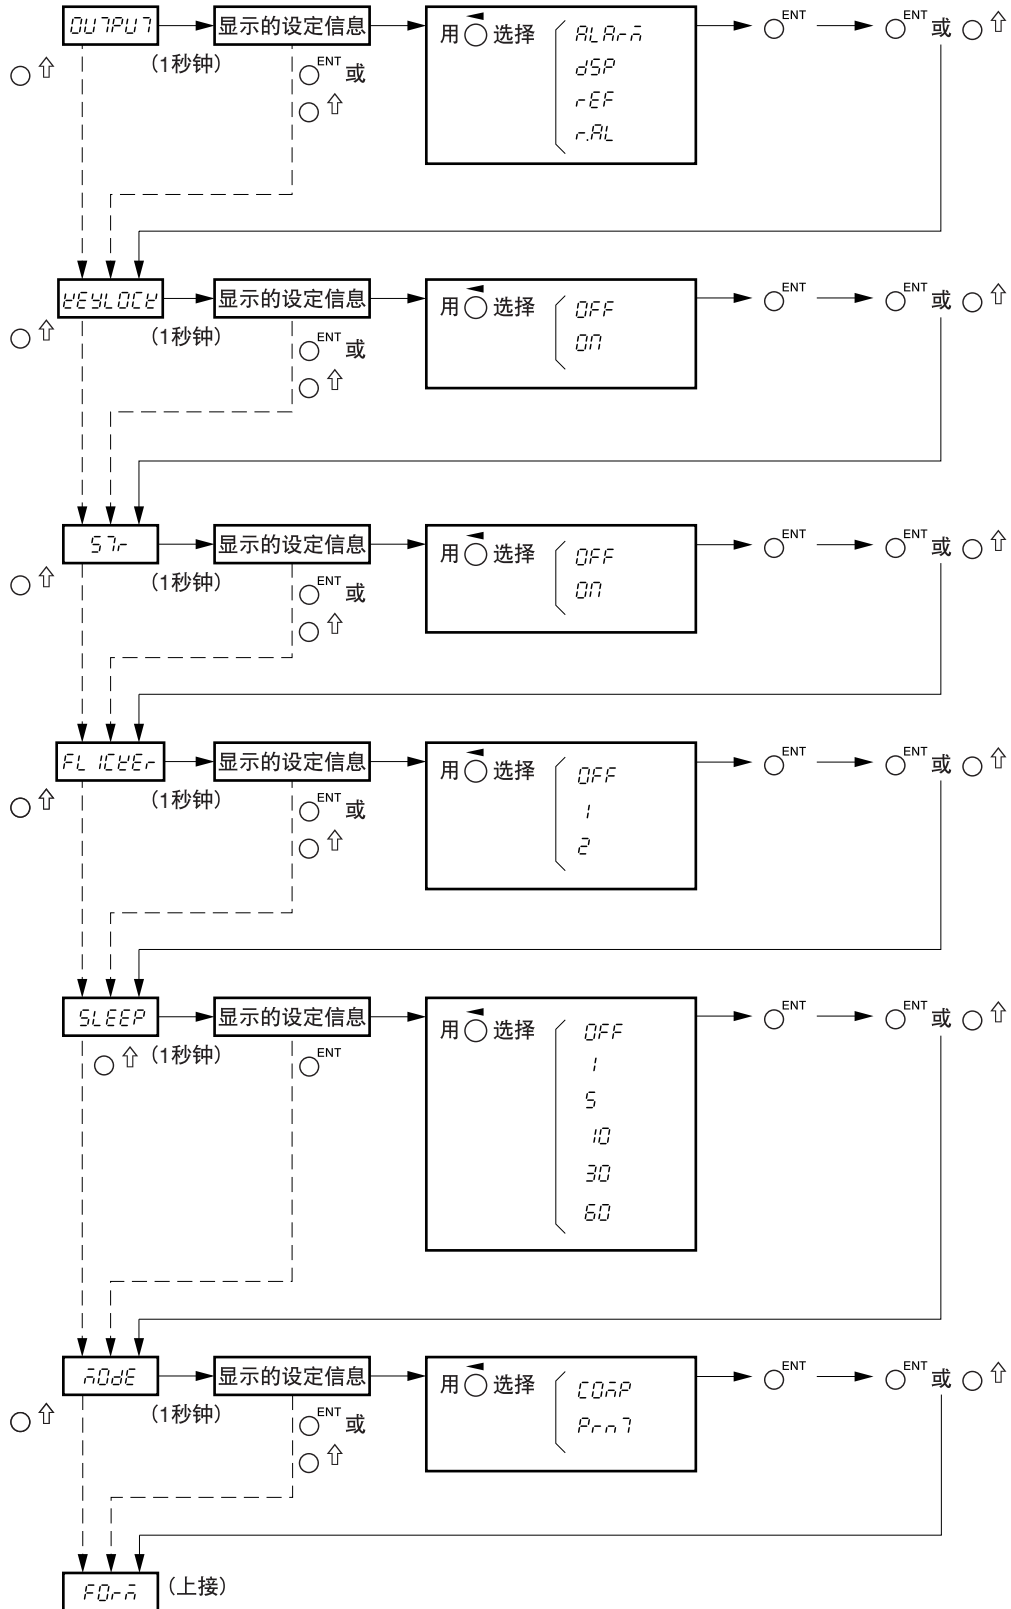 OUTPUT
显示的设定信息
用 选择
ALArm
dSP
rEF
r.AL
ENT
ENT 或
(1秒钟)
ENT 或
KEYLOCK
显示的设定信息
用 选择
OFF
ON
ENT
ENT 或
(1秒钟)
ENT 或
STr
显示的设定信息
用 选择
OFF
ON
ENT
ENT 或
(1秒钟)
ENT 或
FLICKEr
显示的设定信息
用 选择
OFF
1
2
ENT
ENT 或
(1秒钟)
ENT 或
SLEEP
显示的设定信息
用 选择
OFF
1
5
10
30
60
ENT
ENT 或
(1秒钟)
ENT
mOdE
显示的设定信息
用 选择
COmP
PrnT
ENT
ENT 或
(1秒钟)
ENT 或
FOrm
(上接)